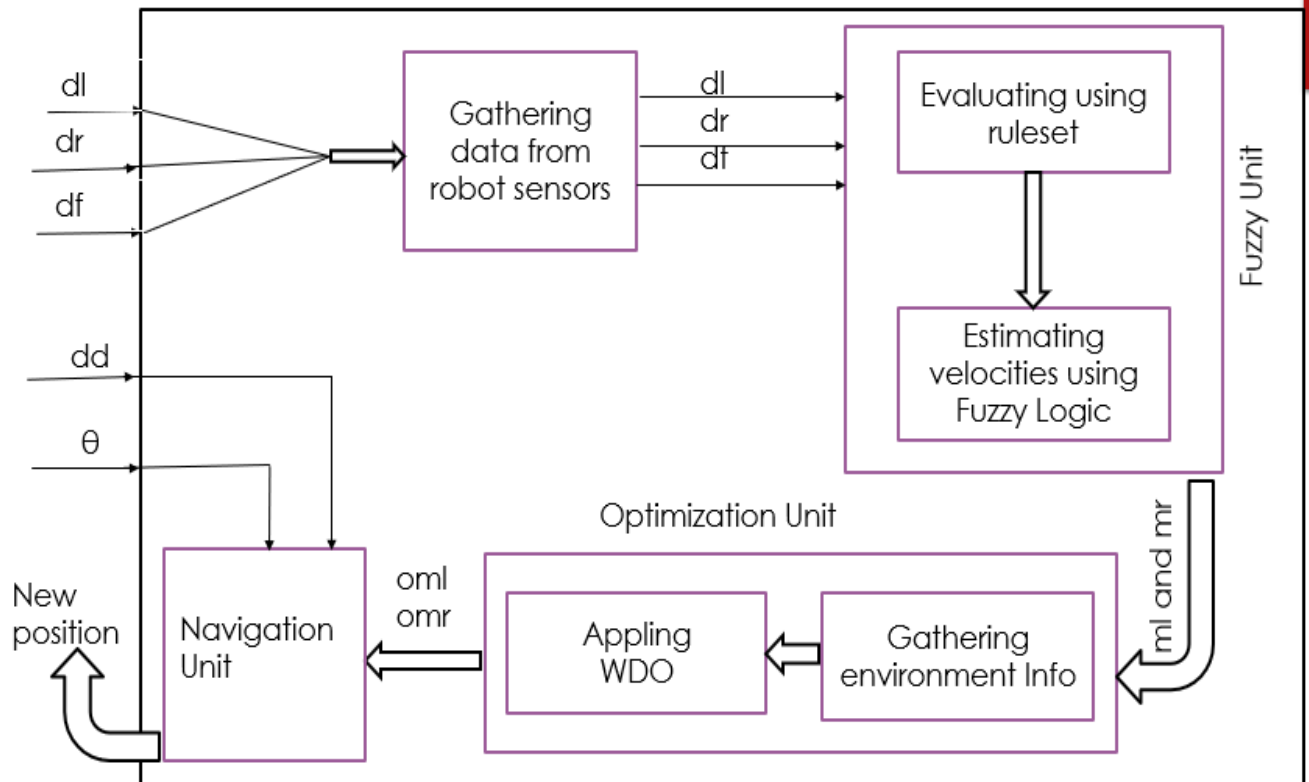 dl
dr
df
Gathering
data from
robot sensors
dl
dr
df
Evaluating using
ruleset
Estimating
velocities using
Fuzzy Logic
Fuzzy Unit
dd
θ
ml and mr
Optimization Unit
Gathering
environment Info
Appling
WDO
oml
omr
Navigation
Unit
New
position